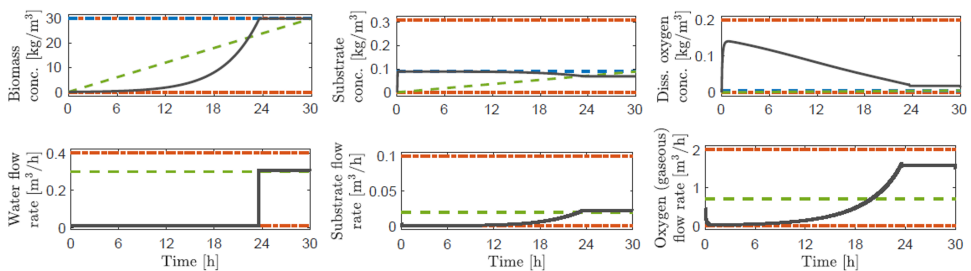 Biomass
conc. [kg/m³]
30
20
10
0
0 6 12 18 24 30
Substrate
conc. [kg/m³]
0.3
0.2
0.1
0
0 6 12 18 24 30
Diss. oxygen
conc. [kg/m³]
0.2
0.1
0
0 6 12 18 24 30
Water flow
rate [m³/h]
0.4
0.2
0
0 6 12 18 24 30
Time [h]
Substrate flow
rate [m³/h]
0.1
0.05
0
0 6 12 18 24 30
Time [h]
Oxygen (gaseous)
flow rate [m³/h]
2
1
0
0 6 12 18 24 30
Time [h]